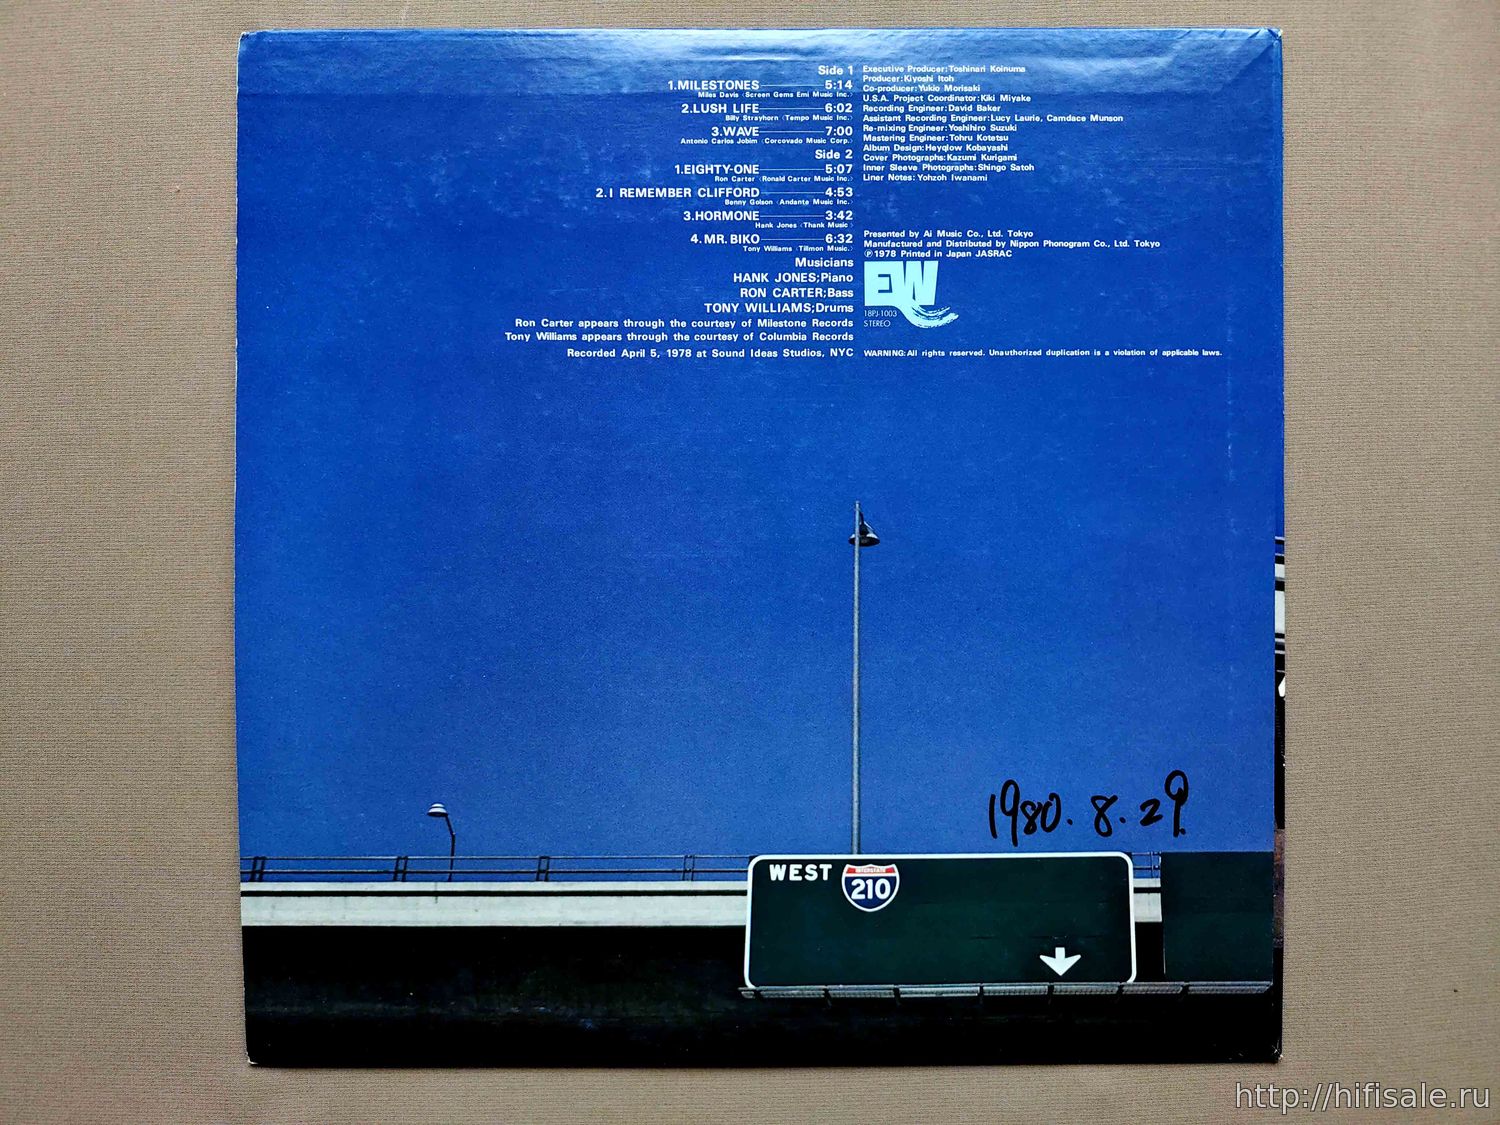 Side 1
1.MILESTONES 5:14
Miles Davis (Screen Gems Emi Music Inc.)
2.LUSH LIFE 6:02
Billy Strayhorn (Tempo Music Inc.)
3.WAVE 7:00
Antonio Carlos Jobim (Corcovado Music Corp.)
Side 2
1.EIGHTY-ONE 5:07
Ron Carter (Ronald Carter Music Inc.)
2.I REMEMBER CLIFFORD 4:53
Benny Golson (Andante Music Inc.)
3.HORMONE 3:42
Hank Jones (Thank Music)
4.MR.BIKO 6:32
Tony Williams (Tillmon Music.)
Musicians
HANK JONES;Piano
RON CARTER;Bass
TONY WILLIAMS;Drums
Ron Carter appears through the courtesy of Milestone Records
Tony Williams appears through the courtesy of Columbia Records
Recorded April 5, 1978 at Sound Ideas Studios, NYC
Executive Producer:Toshinari Koinuma
Producer:Kiyoshi Itoh
Co-producer:Yukio Morisaki
U.S.A. Project Coordinator:Kiki Miyake
Recording Engineer:David Baker
Assistant Recording Engineer:Lucy Laurie, Camdace Munson
Re-mixing Engineer:Yoshihiro Suzuki
Mastering Engineer:Tohru Kotetsu
Album Design:Heyqlow Kobayashi
Cover Photographs:Kazumi Kurigami
Inner Sleeve Photographs:Shingo Satoh
Liner Notes:Yohzoh Iwanami
Presented by Ai Music Co., Ltd. Tokyo
Manufactured and Distributed by Nippon Phonogram Co., Ltd. Tokyo
℗1978 Printed in Japan JASRAC
EW
18PJ-1003
STEREO
WARNING:All rights reserved. Unauthorized duplication is a violation of applicable laws.
1980. 8. 29
WEST
INTERSTATE
210
http://hifisale.ru